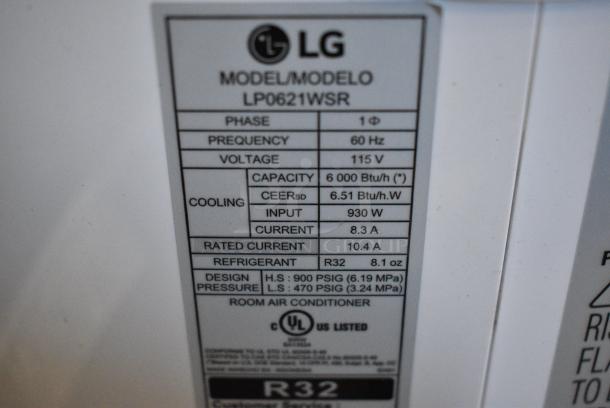 LG
MODEL/MODELO
LP0621WSR
PHASE 1Φ
FREQUENCY 60 Hz
VOLTAGE 115 V
COOLING
CAPACITY 6 000 Btu/h (*)
CEERSD 6.51 Btu/h.W
INPUT 930 W
CURRENT 8.3 A
RATED CURRENT 10.4 A
REFRIGERANT R32 8.1 oz
DESIGN PRESSURE
H.S : 900 PSIG (6.19 MPa)
L.S : 470 PSIG (3.24 MPa)
ROOM AIR CONDITIONER
C UL US LISTED
R32
Customer Service :
RIS
FLA
TO